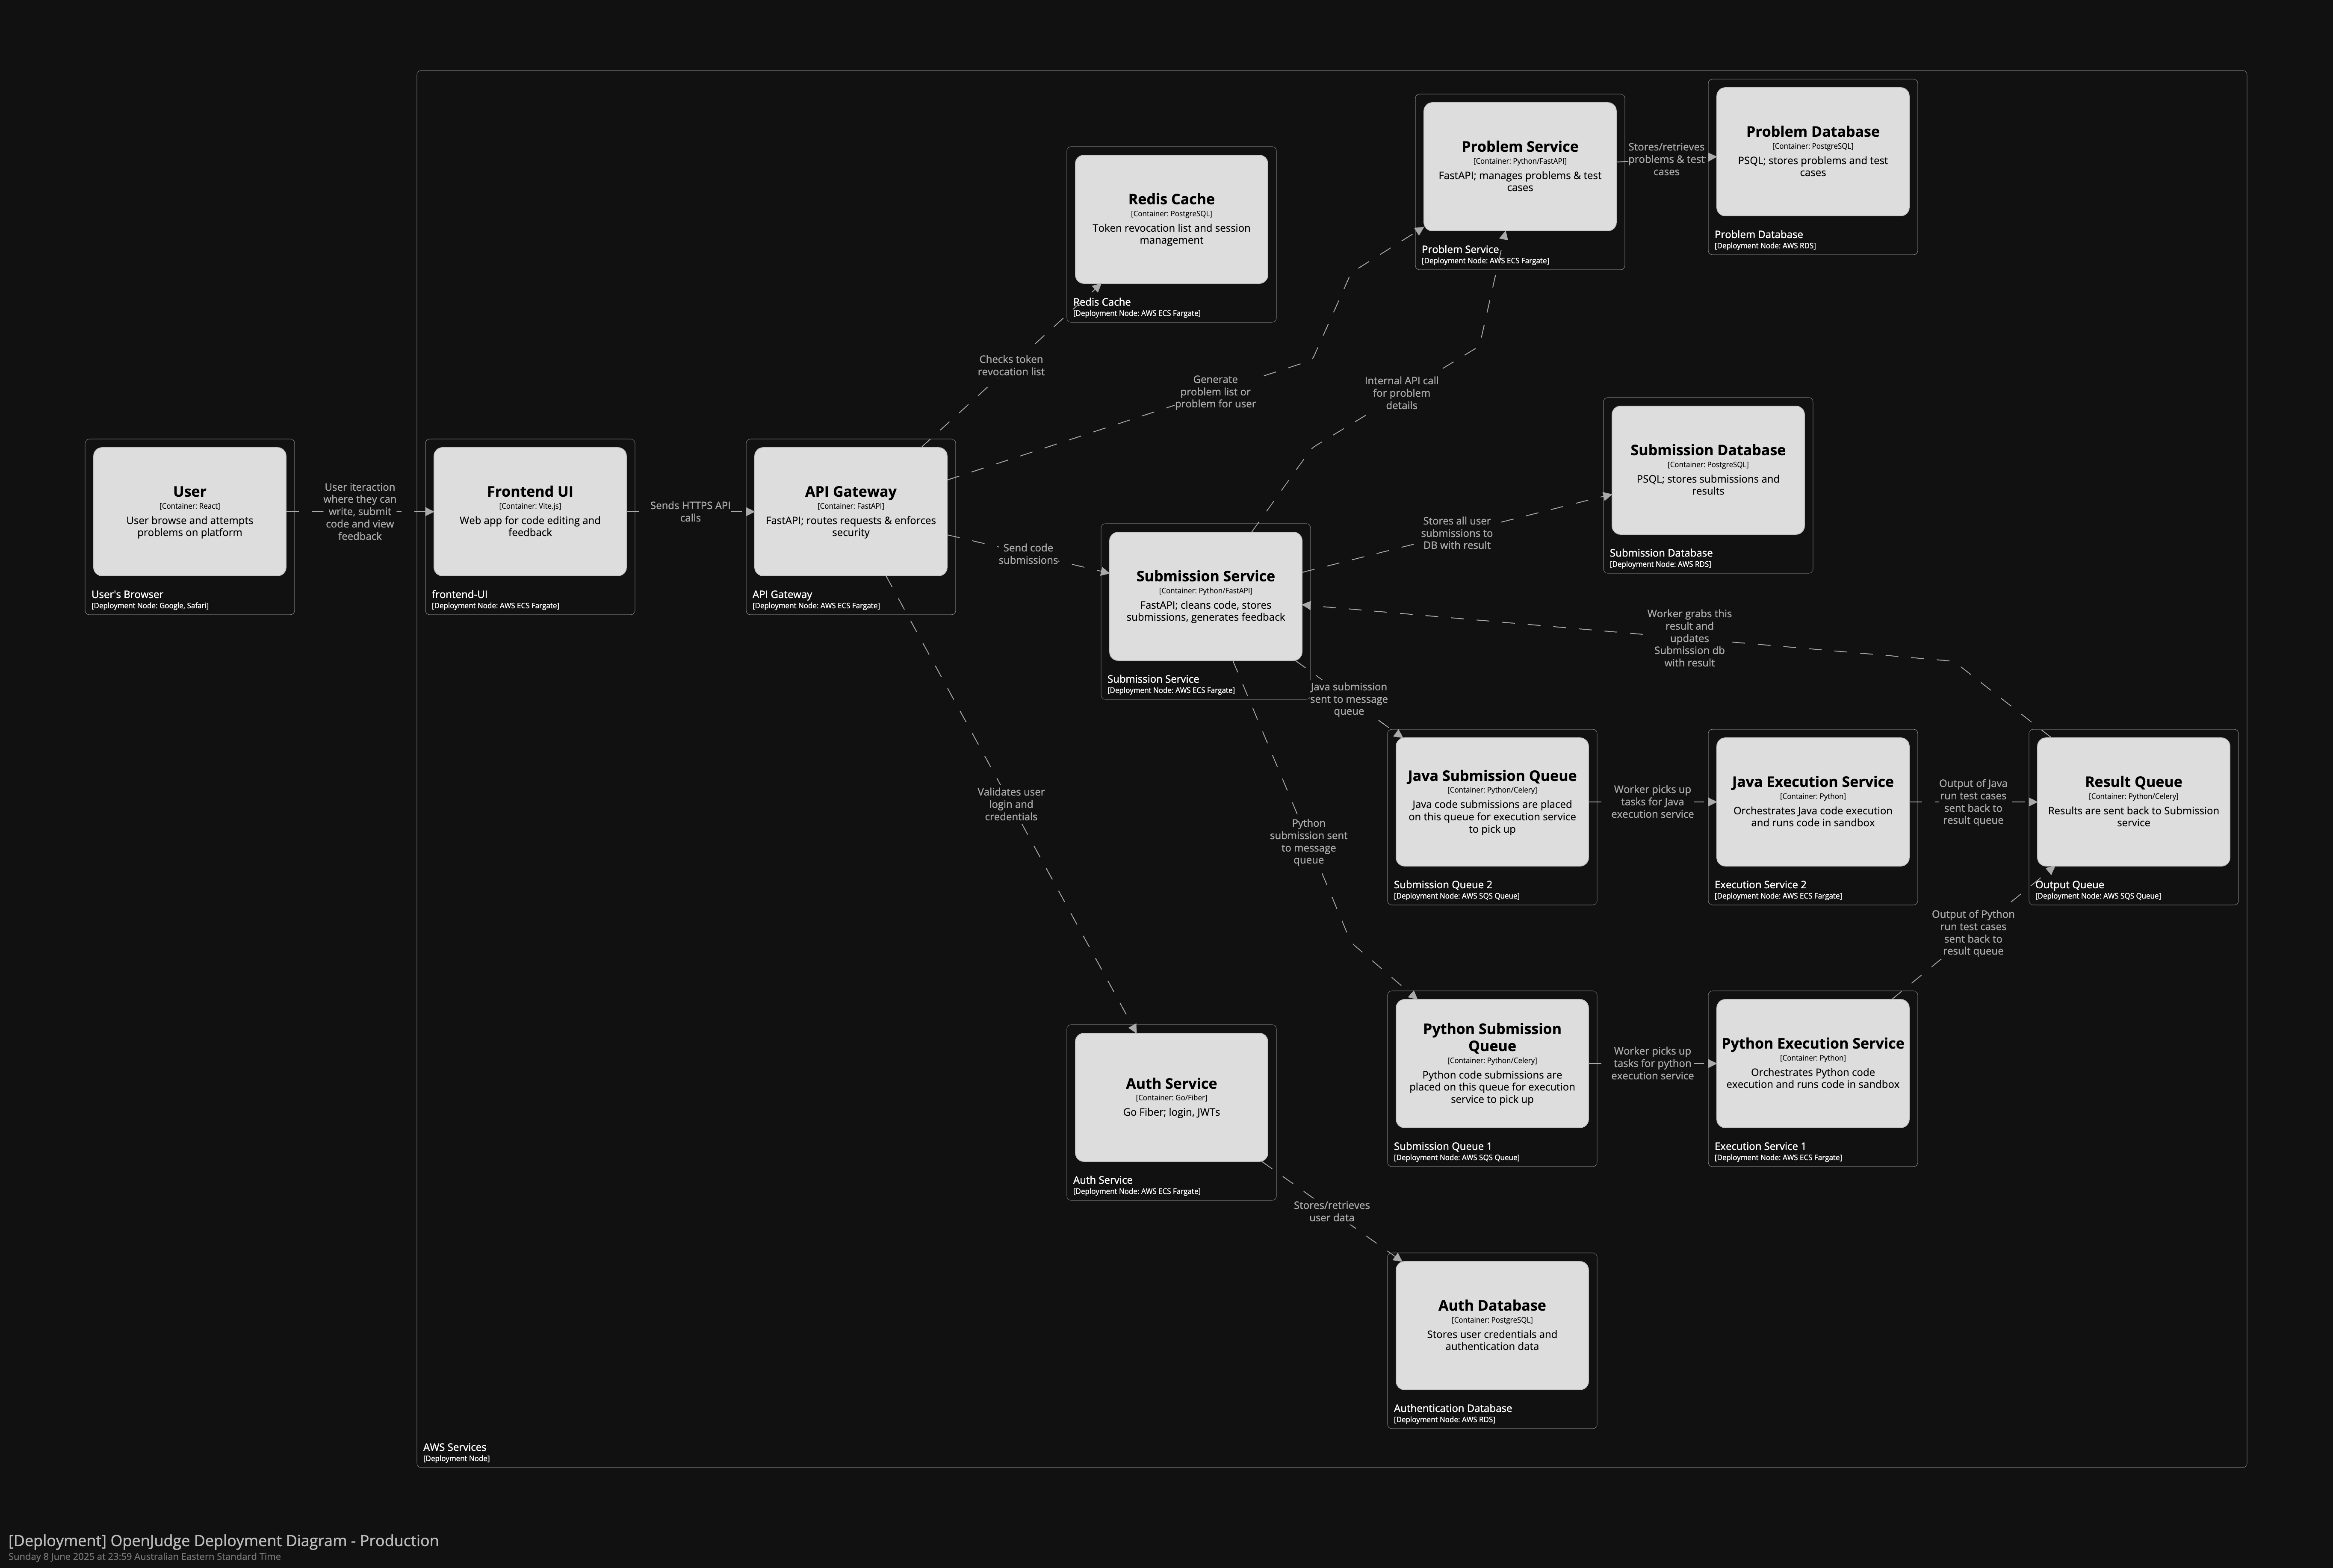 Problem Database
[Container: PostgreSQL]
PSQL; stores problems and test
cases
Problem Database
[Deployment Node: AWS RDS]
Problem Service
[Container: Python/FastAPI]
FastAPI; manages problems & test
cases
Problem Service
[Deployment Node: AWS ECS Fargate]
Stores/retrieves
problems & test
cases
Redis Cache
[Container: PostgreSQL]
Token revocation list and session
management
Redis Cache
[Deployment Node: AWS ECS Fargate]
Checks token
revocation list
Generate
problem list or
problem for user
Internal API call
for problem
details
Submission Database
[Container: PostgreSQL]
PSQL; stores submissions and
results
Submission Database
[Deployment Node: AWS RDS]
User
[Container: React]
User browse and attempts
problems on platform
User's Browser
[Deployment Node: Google, Safari]
User iteraction
where they can
write, submit
code and view
feedback
Frontend UI
[Container: Vite.js]
Web app for code editing and
feedback
frontend-UI
[Deployment Node: AWS ECS Fargate]
Sends HTTPS API
calls
API Gateway
[Container: FastAPI]
FastAPI; routes requests & enforces
security
API Gateway
[Deployment Node: AWS ECS Fargate]
Send code
submissions
Submission Service
[Container: Python/FastAPI]
FastAPI; cleans code, stores
submissions, generates feedback
Submission Service
[Deployment Node: AWS ECS Fargate]
Stores all user
submissions to
DB with result
Worker grabs this
result and
updates
Submission db
with result
Java submission
sent to message
queue
Java Submission Queue
[Container: Python/Celery]
Java code submissions are placed
on this queue for execution service
to pick up
Submission Queue 2
[Deployment Node: AWS SQS Queue]
Worker picks up
tasks for Java
execution service
Java Execution Service
[Container: Python]
Orchestrates Java code execution
and runs code in sandbox
Execution Service 2
[Deployment Node: AWS ECS Fargate]
Output of Java
run test cases
sent back to
result queue
Result Queue
[Container: Python/Celery]
Results are sent back to Submission
service
Output Queue
[Deployment Node: AWS SQS Queue]
Validates user
login and
credentials
Python
submission sent
to message
queue
Output of Python
run test cases
sent back to
result queue
Python Submission
Queue
[Container: Python/Celery]
Python code submissions are
placed on this queue for execution
service to pick up
Submission Queue 1
[Deployment Node: AWS SQS Queue]
Worker picks up
tasks for python
execution service
Python Execution Service
[Container: Python]
Orchestrates Python code
execution and runs code in sandbox
Execution Service 1
[Deployment Node: AWS ECS Fargate]
Auth Service
[Container: Go/Fiber]
Go Fiber; login, JWTs
Auth Service
[Deployment Node: AWS ECS Fargate]
Stores/retrieves
user data
Auth Database
[Container: PostgreSQL]
Stores user credentials and
authentication data
Authentication Database
[Deployment Node: AWS RDS]
AWS Services
[Deployment Node]
[Deployment] OpenJudge Deployment Diagram - Production
Sunday 8 June 2025 at 23:59 Australian Eastern Standard Time